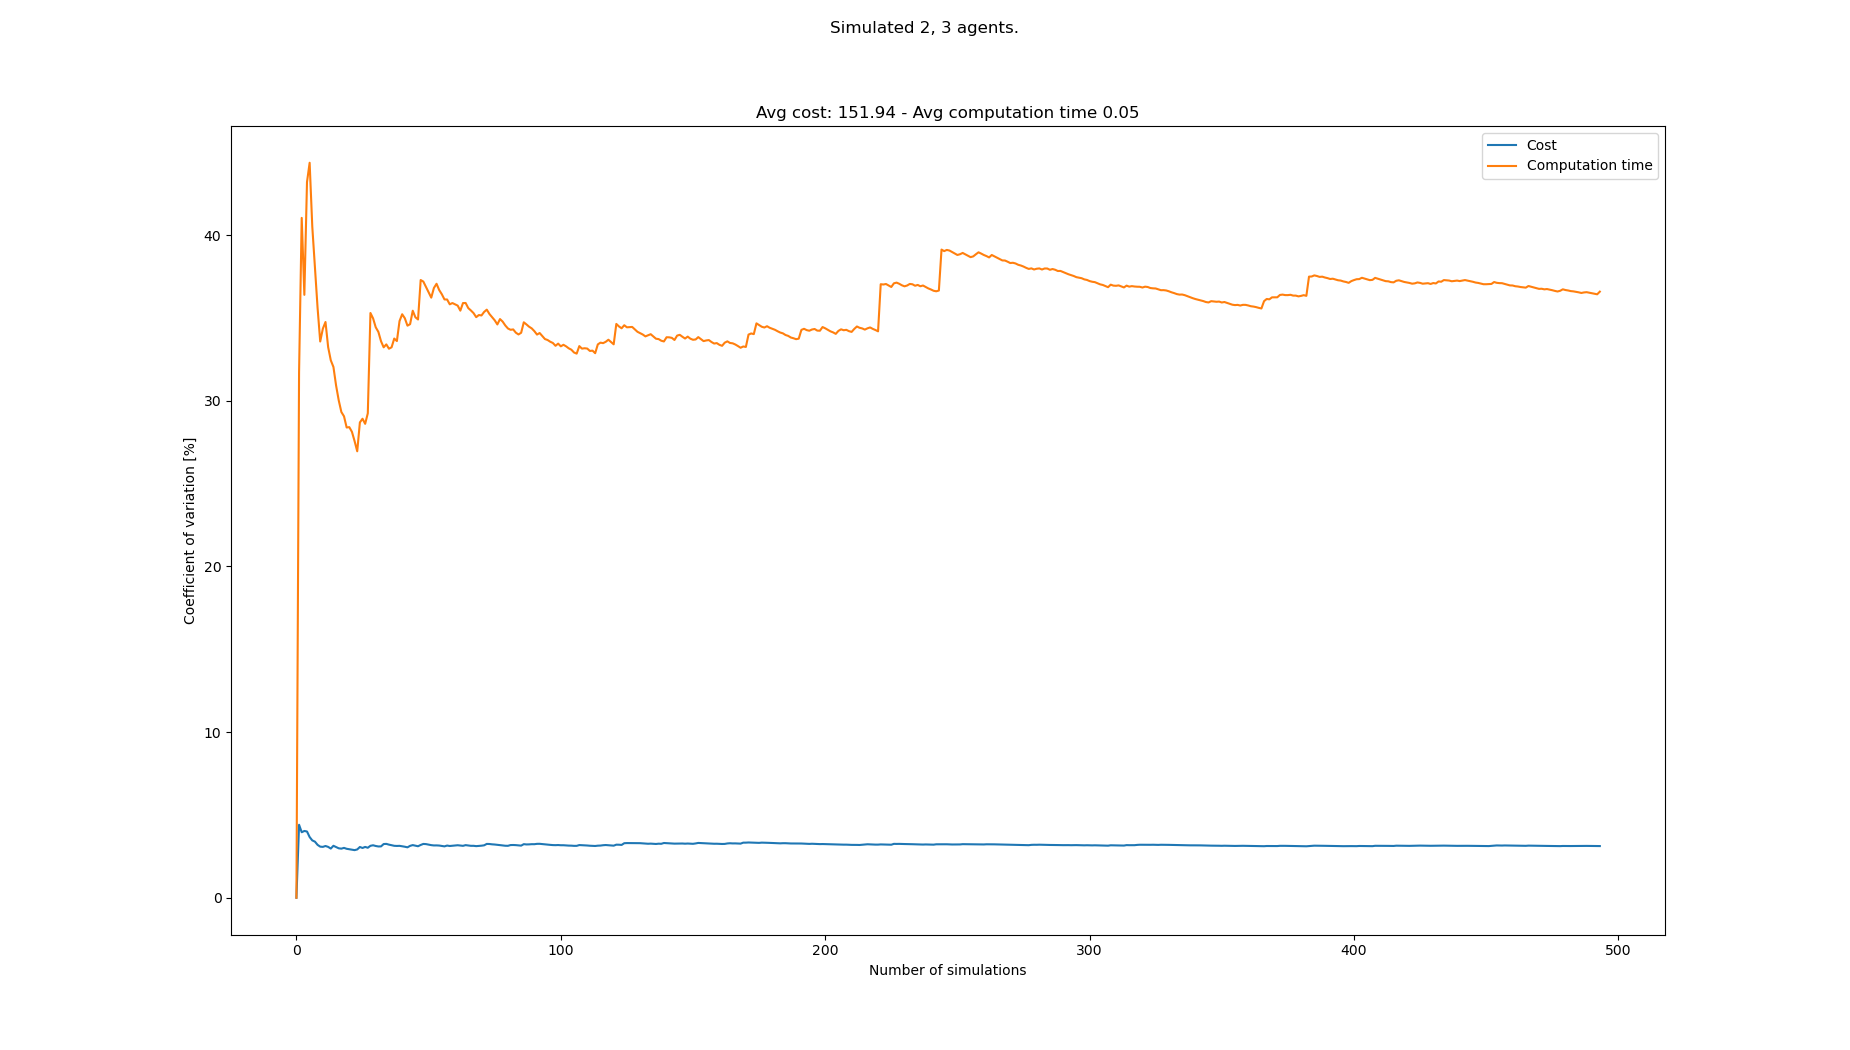 Simulated 2, 3 agents.
Avg cost: 151.94 - Avg computation time 0.05
Cost
Computation time
40
30
20
10
0
Coefficient of variation [%]
0 100 200 300 400 500
Number of simulations